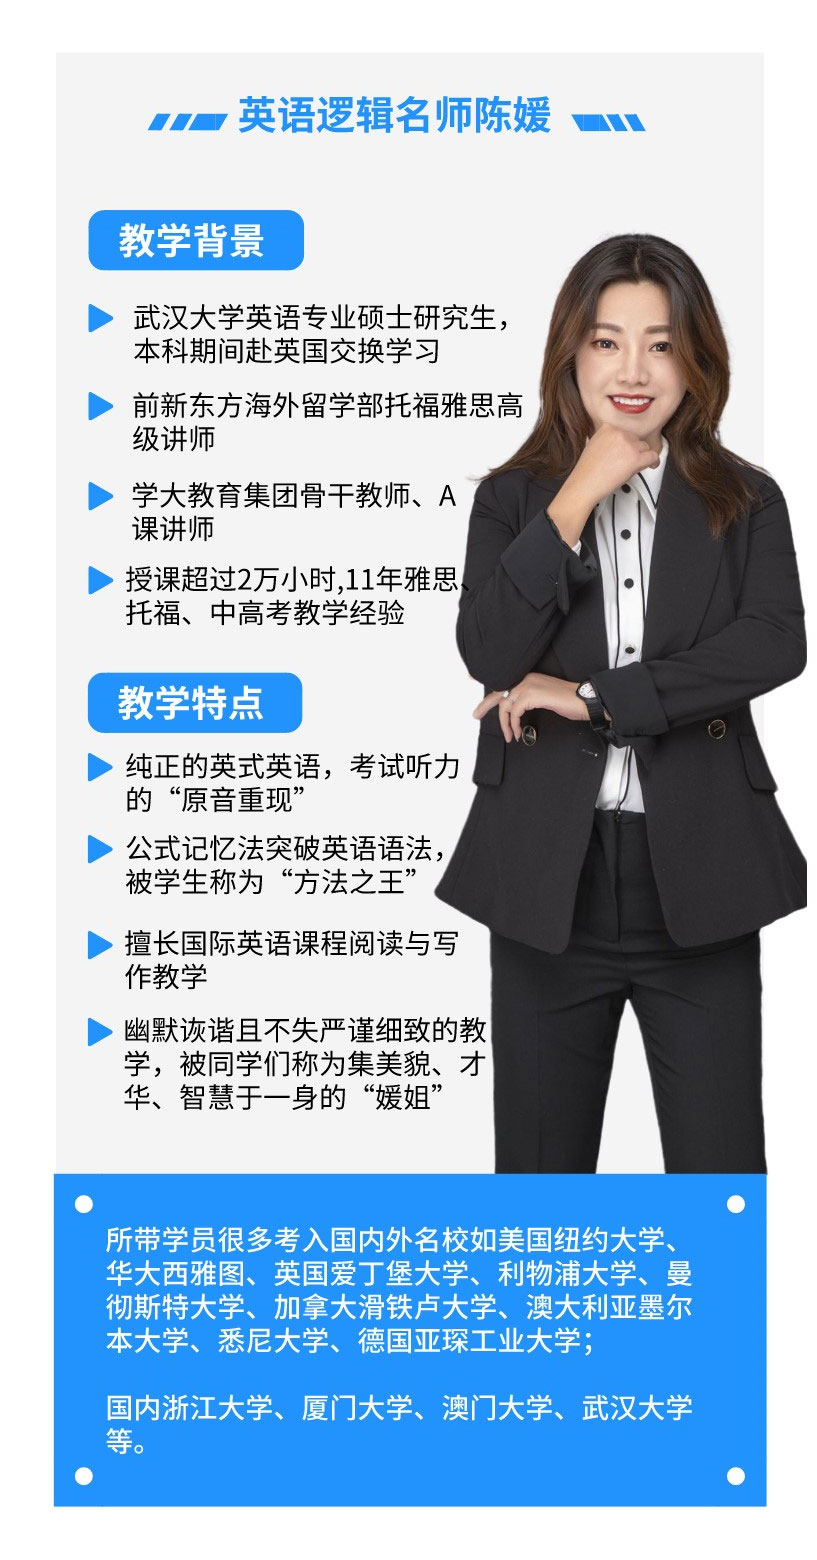 英语逻辑名师陈媛
教学背景
武汉大学英语专业硕士研究生，
本科期间赴英国交换学习
前新东方海外留学部托福雅思高
级讲师
学大教育集团骨干教师、A
课讲师
授课超过2万小时,11年雅思、
托福、中高考教学经验
教学特点
纯正的英式英语，考试听力
的“原音重现”
公式记忆法突破英语语法，
被学生称为“方法之王”
擅长国际英语课程阅读与写
作教学
幽默诙谐且不失严谨细致的教
学，被同学们称为集美貌、才
华、智慧于一身的“媛姐”
所带学员很多考入国内外名校如美国纽约大学、
华大西雅图、英国爱丁堡大学、利物浦大学、曼
彻斯特大学、加拿大滑铁卢大学、澳大利亚墨尔
本大学、悉尼大学、德国亚琛工业大学；
国内浙江大学、厦门大学、澳门大学、武汉大学
等。